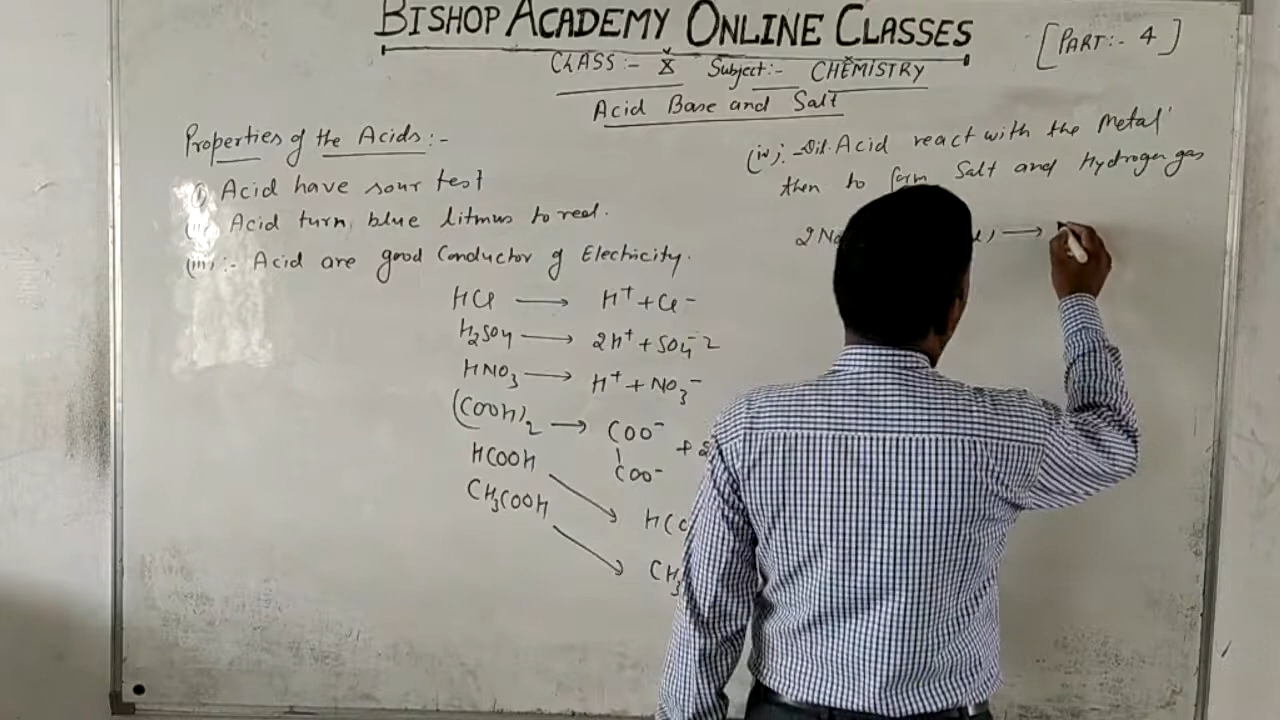 BISHOP ACADEMY ONLINE CLASSES
[PART:- 4]
CLASS:- X Subject:- CHEMISTRY
Acid Base and Salt
Properties of the Acids:-
(i) Acid have sour test
(ii) Acid turn blue litmus to red.
(iii):- Acid are good Conductor of Electricity.
HCl → H⁺ + Cl⁻
H₂SO₄ → 2H⁺ + SO₄⁻²
HNO₃ → H⁺ + NO₃⁻
(COOH)₂ → COO⁻
COO⁻ +
HCOOH →
CH₃COOH → CH₃
(iv):- Dil. Acid react with the Metal
then to form Salt and Hydrogen gas
→